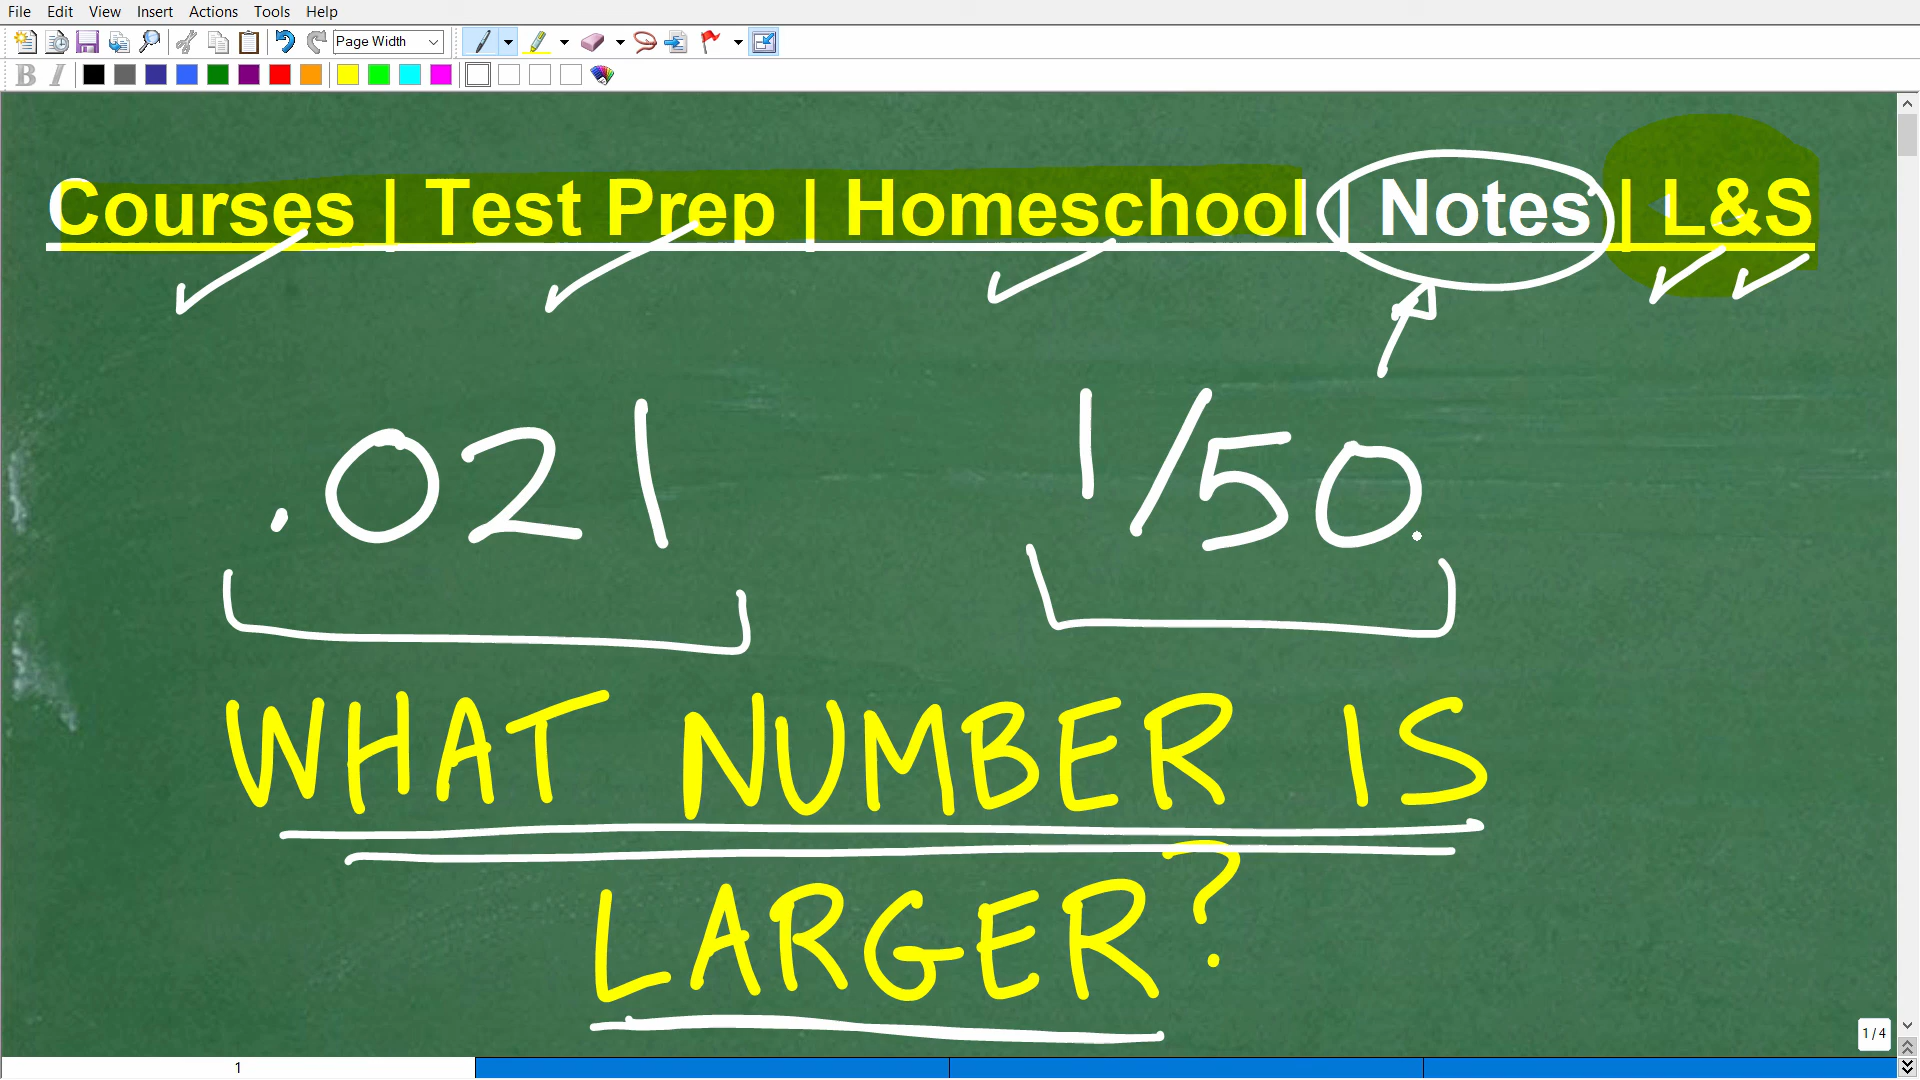 File Edit View Insert Actions Tools Help
Page Width
B I
Courses | Test Prep | Homeschool | Notes | L&S
.021 1/50
WHAT NUMBER IS
LARGER?
1/4
1